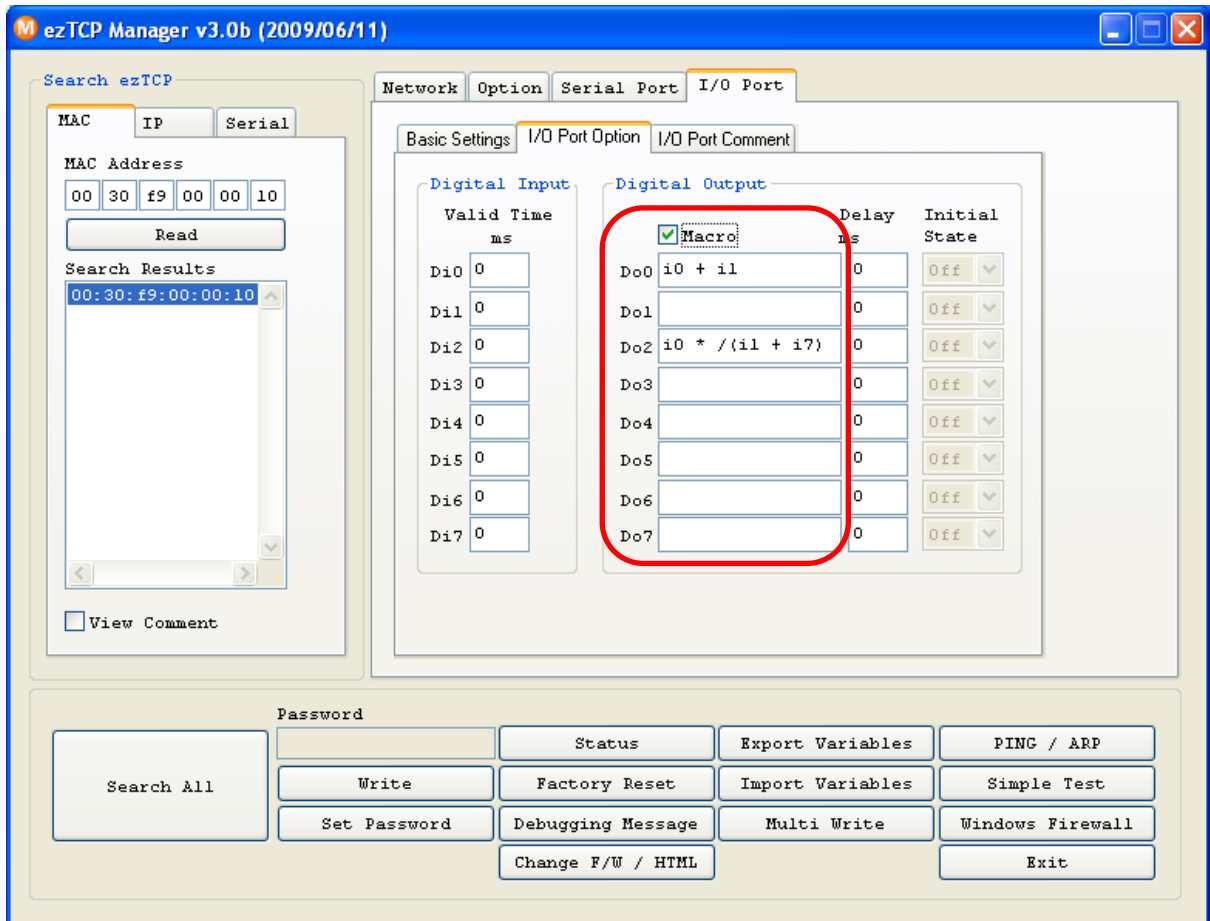 ezTCP Manager v3.0b (2009/06/11)
Search ezTCP
MAC IP Serial
MAC Address
00 30 f9 00 00 10
Read
Search Results
00:30:f9:00:00:10
View Comment
Network Option Serial Port I/O Port
Basic Settings I/O Port Option I/O Port Comment
Digital Input
Valid Time
ms
Di0 0
Di1 0
Di2 0
Di3 0
Di4 0
Di5 0
Di6 0
Di7 0
Digital Output
Macro Delay ms Initial State
Do0 i0 + i1 0 Off
Do1 0 Off
Do2 i0 * /(i1 + i7) 0 Off
Do3 0 Off
Do4 0 Off
Do5 0 Off
Do6 0 Off
Do7 0 Off
Password
Search All
Status Export Variables PING / ARP
Write Factory Reset Import Variables Simple Test
Set Password Debugging Message Multi Write Windows Firewall
Change F/W / HTML Exit